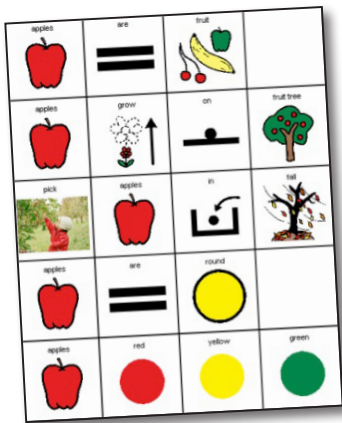 apples are fruit
apples grow on fruit tree
pick apples in fall
apples are round
apples red yellow green